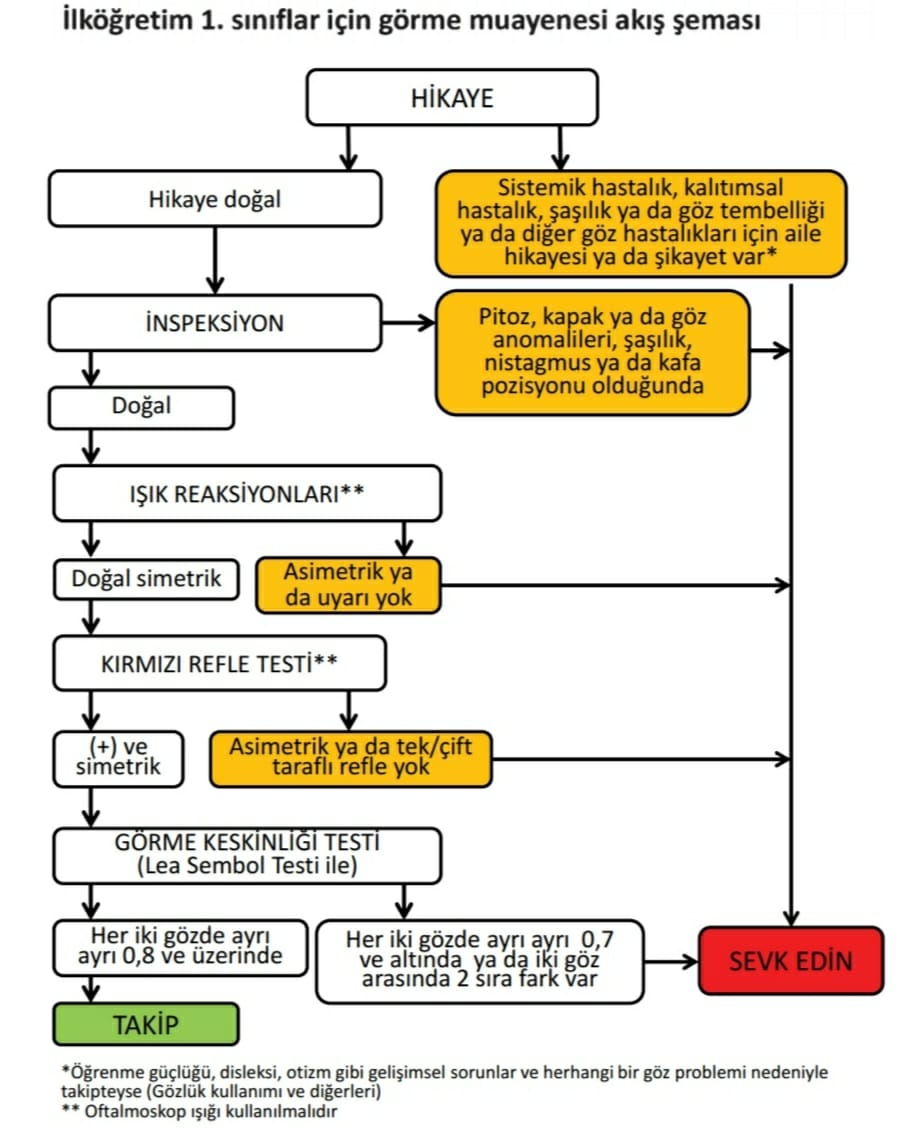 İlköğretim 1. sınıflar için görme muayenesi akış şeması
HİKAYE
Hikaye doğal
Sistemik hastalık, kalıtımsal
hastalık, şaşılık ya da göz tembelliği
ya da diğer göz hastalıkları için aile
hikayesi ya da şikayet var*
İNSPEKSİYON
Pitoz, kapak ya da göz
anomalileri, şaşılık,
nistagmus ya da kafa
pozisyonu olduğunda
Doğal
IŞIK REAKSİYONLARI**
Doğal simetrik
Asimetrik ya
da uyarı yok
KIRMIZI REFLE TESTİ**
(+) ve
simetrik
Asimetrik ya da tek/çift
taraflı refle yok
GÖRME KESKİNLİĞİ TESTİ
(Lea Sembol Testi ile)
Her iki gözde ayrı
ayrı 0,8 ve üzerinde
Her iki gözde ayrı ayrı 0,7
ve altında ya da iki göz
arasında 2 sıra fark var
SEVK EDİN
TAKİP
*Öğrenme güçlüğü, disleksi, otizm gibi gelişimsel sorunlar ve herhangi bir göz problemi nedeniyle
takipteyse (Gözlük kullanımı ve diğerleri)
** Oftalmoskop ışığı kullanılmalıdır